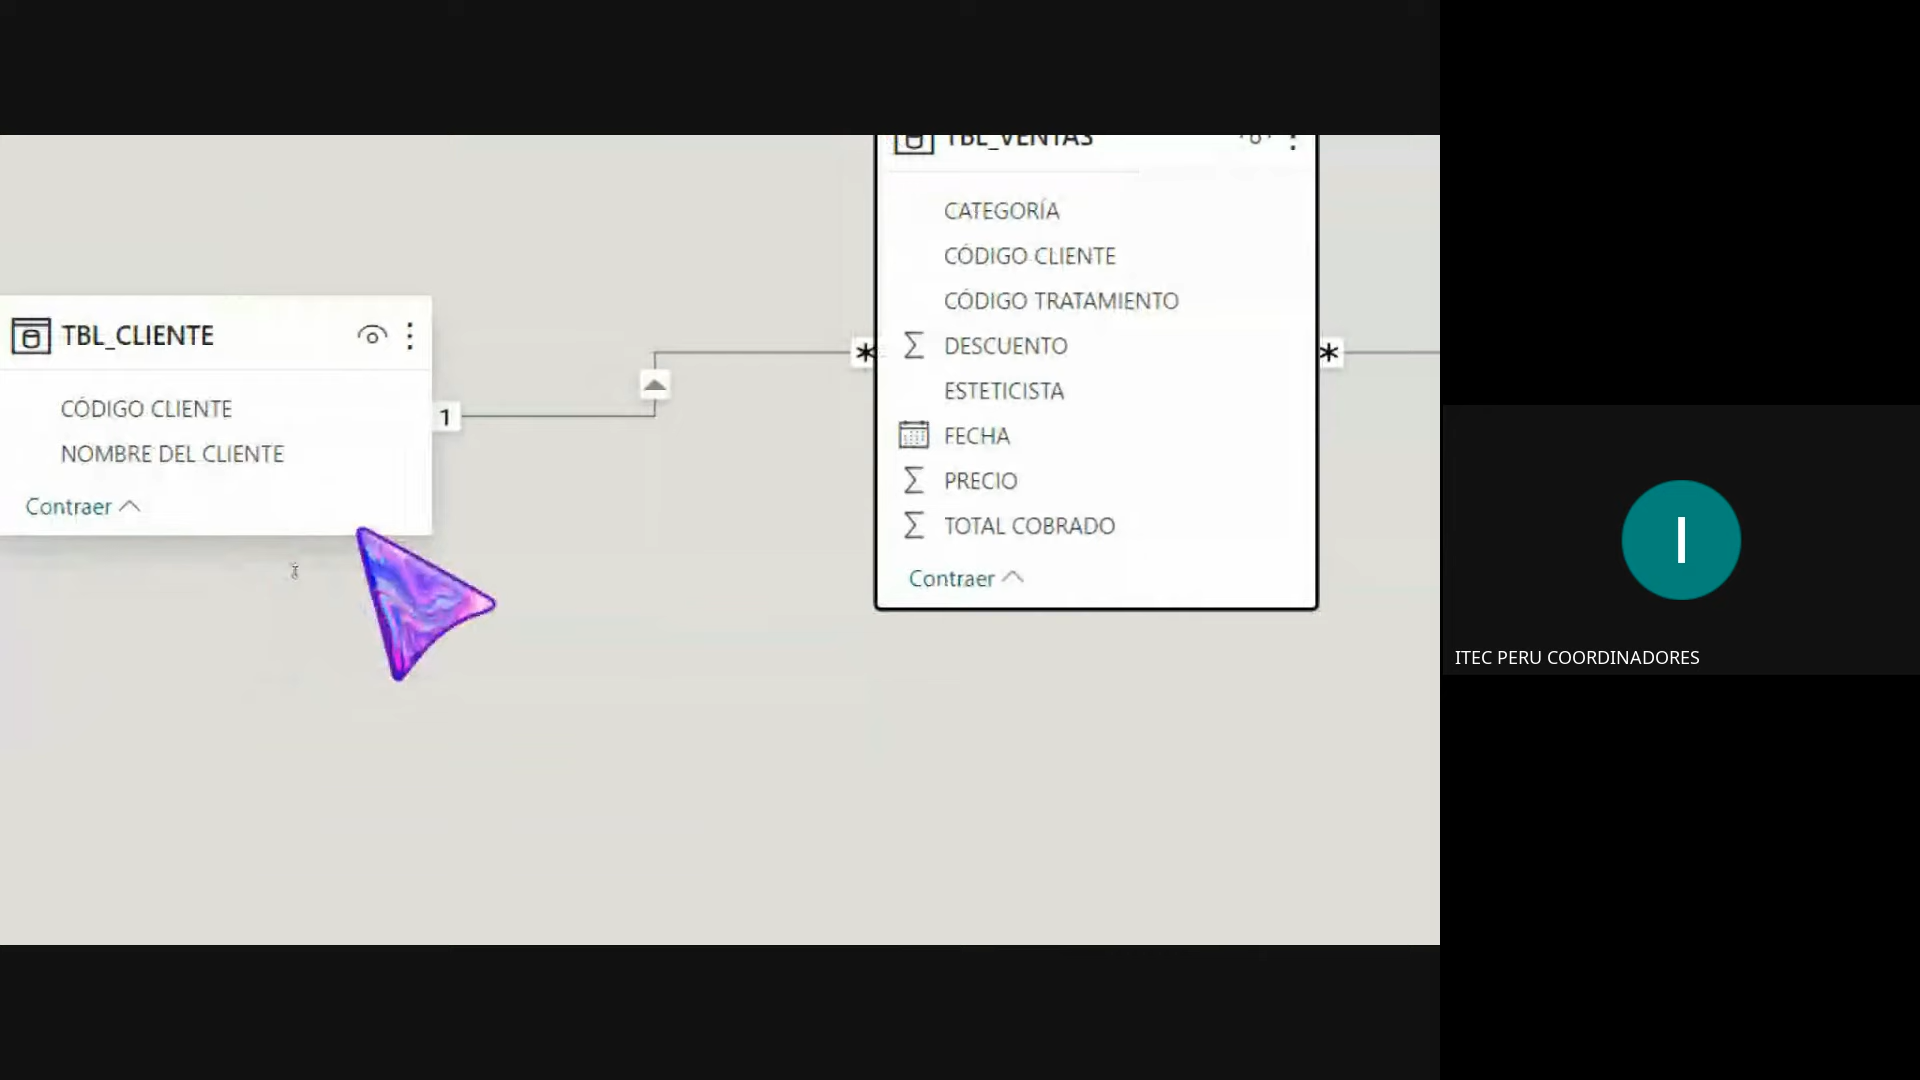 TBL_VENTAS
CATEGORÍA
CÓDIGO CLIENTE
CÓDIGO TRATAMIENTO
DESCUENTO
ESTETICISTA
FECHA
PRECIO
TOTAL COBRADO
Contraer
TBL_CLIENTE
CÓDIGO CLIENTE
NOMBRE DEL CLIENTE
Contraer
1
*
*
I
ITEC PERU COORDINADORES